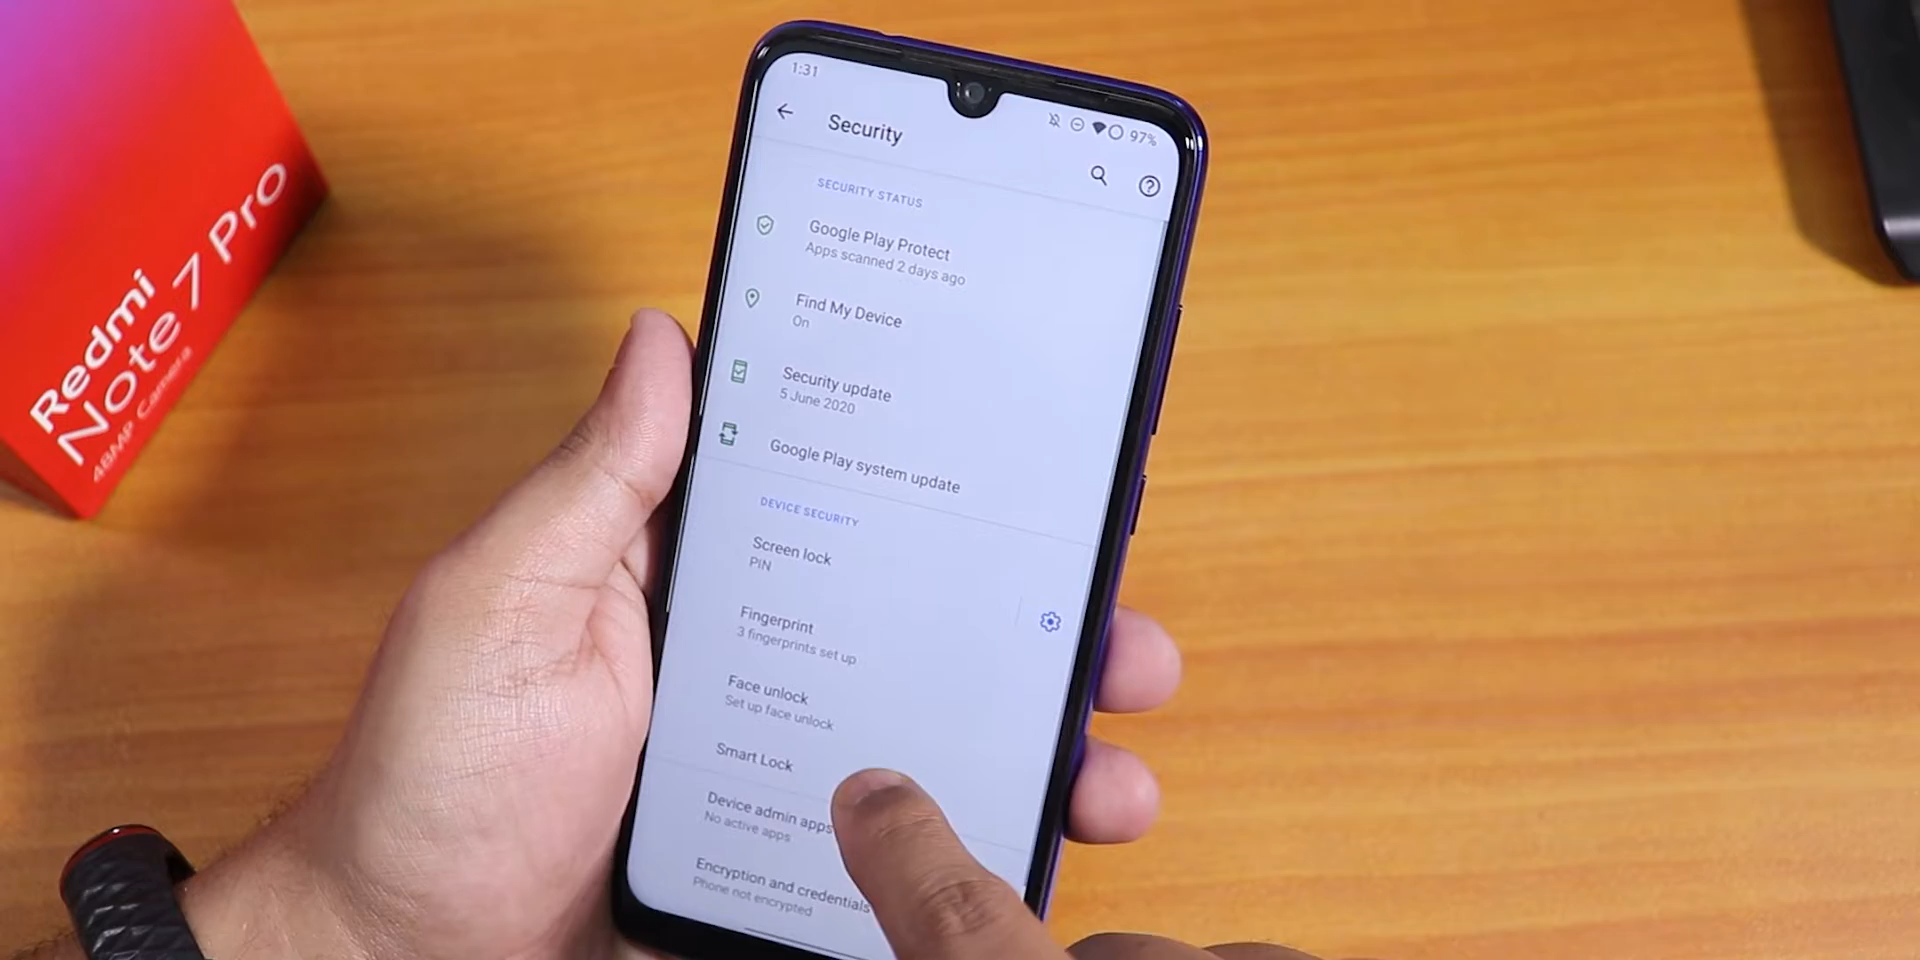 Redmi
Note 7 Pro
48MP Camera
1:31
97%
Security
SECURITY STATUS
Google Play Protect
Apps scanned 2 days ago
Find My Device
On
Security update
5 June 2020
Google Play system update
DEVICE SECURITY
Screen lock
PIN
Fingerprint
3 fingerprints set up
Face unlock
Set up face unlock
Smart Lock
Device admin apps
No active apps
Encryption and credentials
Phone not encrypted